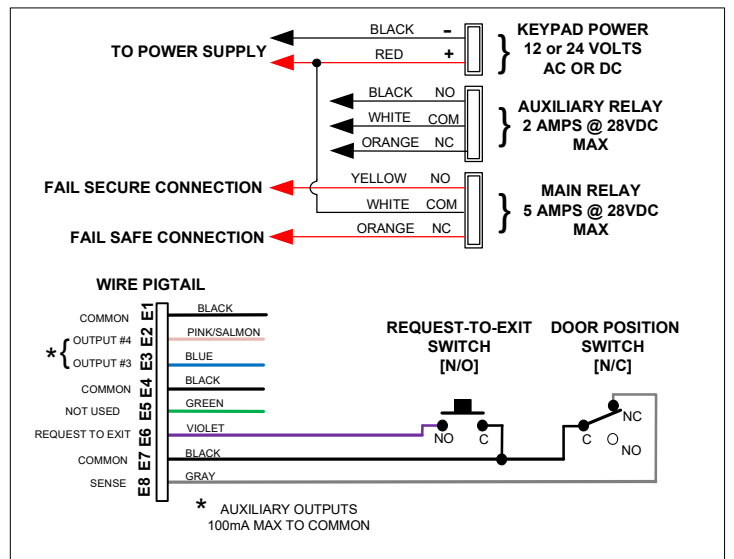 BLACK - KEYPAD POWER
TO POWER SUPPLY 12 or 24 VOLTS
RED + AC OR DC
BLACK NO
AUXILIARY RELAY
WHITE COM 2 AMPS @ 28VDC
ORANGE NC MAX
FAIL SECURE CONNECTION YELLOW NO
MAIN RELAY
WHITE COM 5 AMPS @ 28VDC
FAIL SAFE CONNECTION ORANGE NC MAX
WIRE PIGTAIL
COMMON E1 BLACK
OUTPUT #4 E2 PINK/SALMON
* { OUTPUT #3 E3 BLUE
COMMON E4 BLACK
NOT USED E5 GREEN
REQUEST TO EXIT E6 VIOLET
COMMON E7 BLACK
SENSE E8 GRAY
REQUEST-TO-EXIT
SWITCH
[N/O]
NO C
DOOR POSITION
SWITCH
[N/C]
NC
C
NO
* AUXILIARY OUTPUTS
100mA MAX TO COMMON